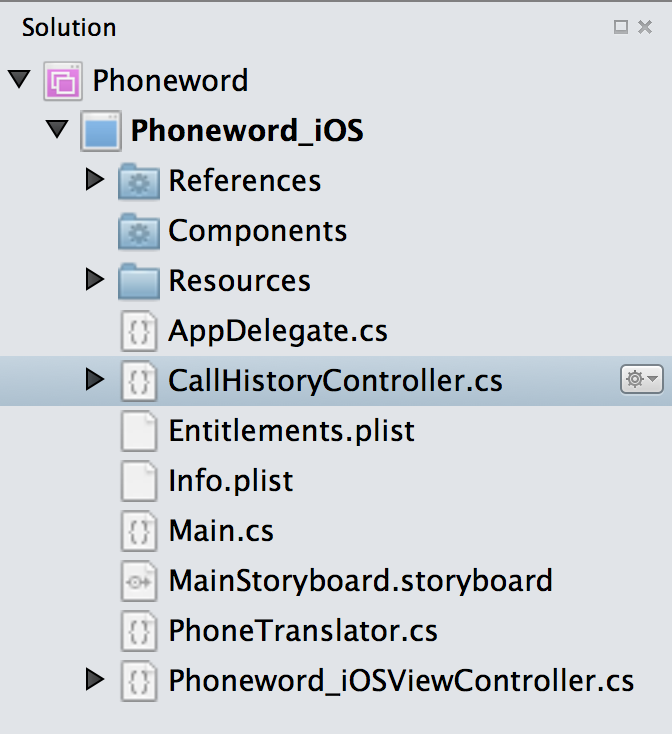 Solution
Phoneword
Phoneword_iOS
References
Components
Resources
AppDelegate.cs
CallHistoryController.cs
Entitlements.plist
Info.plist
Main.cs
MainStoryboard.storyboard
PhoneTranslator.cs
Phoneword_iOSViewController.cs